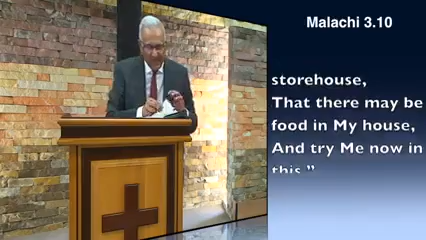 Malachi 3.10
storehouse,
That there may be
food in My house,
And try Me now in
this,”